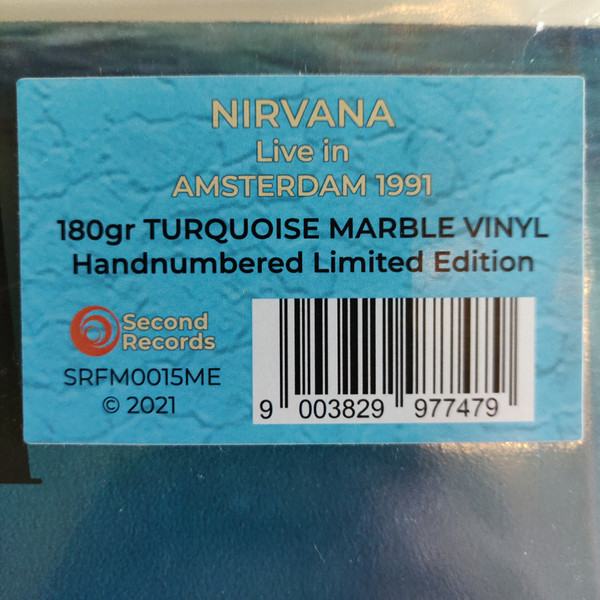 NIRVANA
Live in
AMSTERDAM 1991
180gr TURQUOISE MARBLE VINYL
Handnumbered Limited Edition
Second
Records
SRFM0015ME
© 2021
9 003829 977479